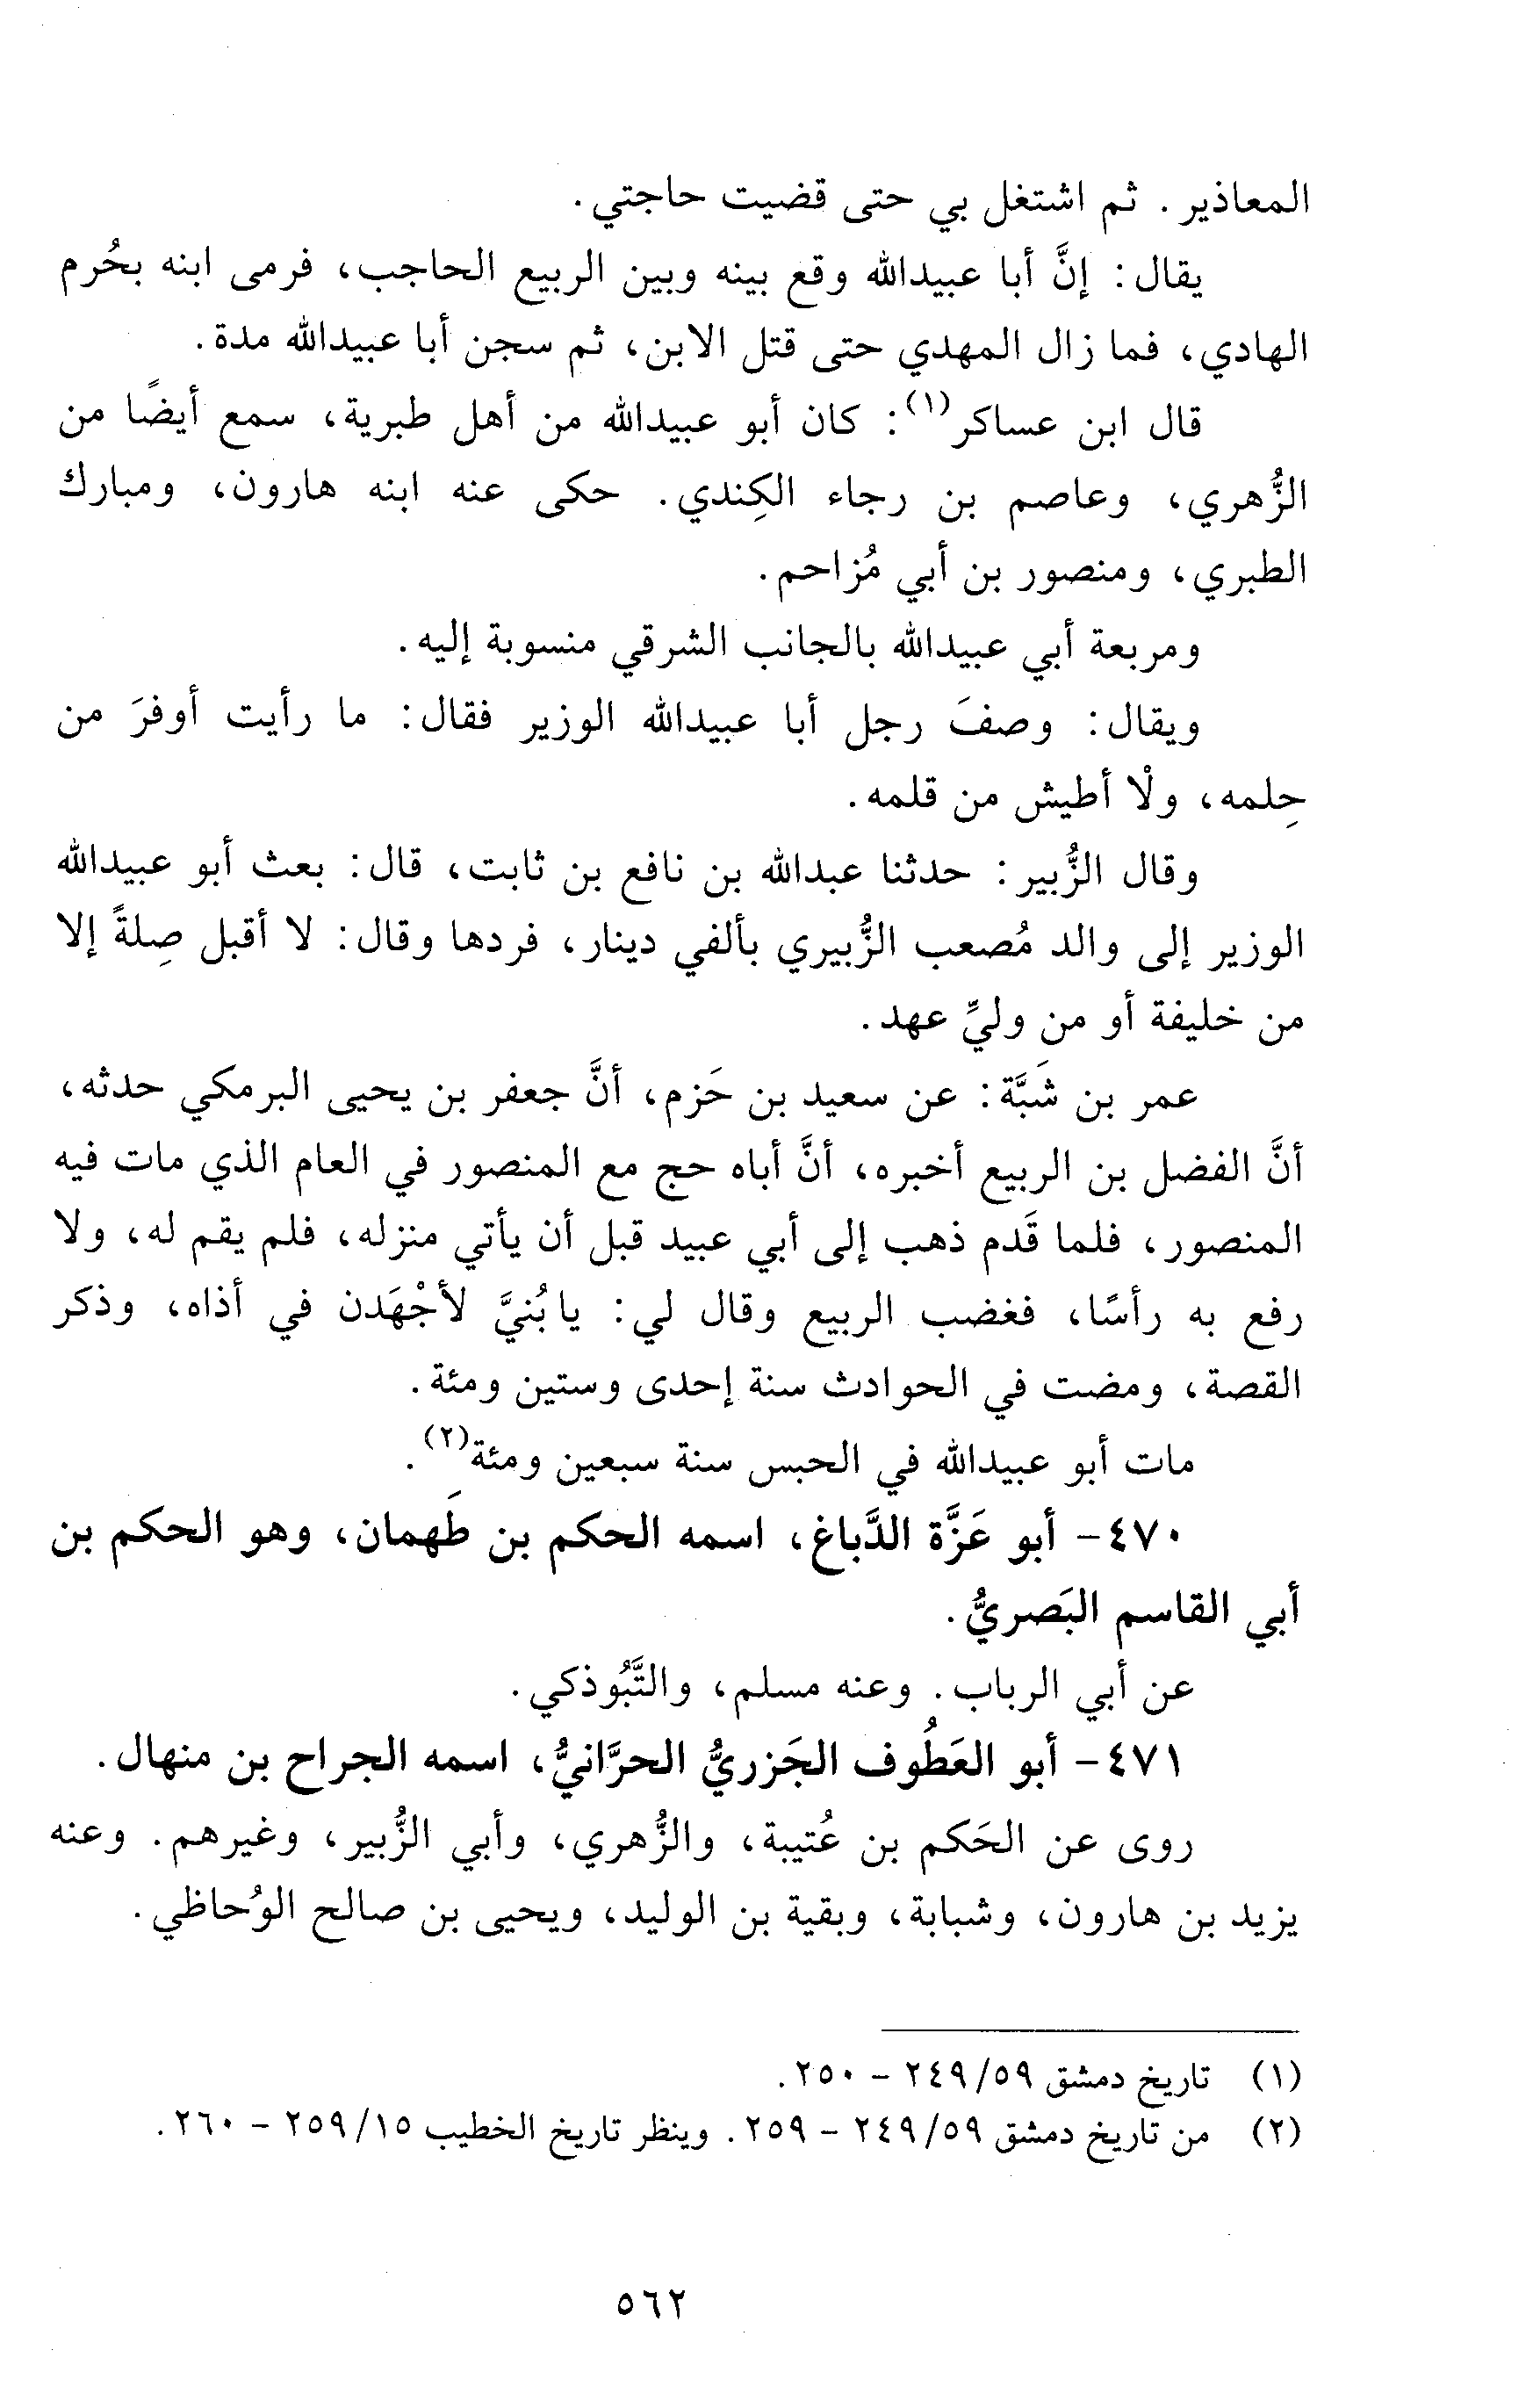 المعاذير. ثم اشتغل بي حتى قضيت حاجتي.
يقال: إنَّ أبا عبيدالله وقع بينه وبين الربيع الحاجب، فرمى ابنه بحُرم
الهادي، فما زال المهدي حتى قتل الابن، ثم سجن أبا عبيدالله مدة.
قال ابن عساكر(١): كان أبو عبيدالله من أهل طبرية، سمع أيضًا من
الزُّهري، وعاصم بن رجاء الكِندي. حكى عنه ابنه هارون، ومبارك
الطبري، ومنصور بن أبي مُزاحم.
ومربعة أبي عبيدالله بالجانب الشرقي منسوبة إليه.
ويقال: وصفَ رجل أبا عبيدالله الوزير فقال: ما رأيت أوفرَ من
حِلمه، ولْا أطيش من قلمه.
وقال الزُّبير: حدثنا عبدالله بن نافع بن ثابت، قال: بعث أبو عبيدالله
الوزير إلى والد مُصعب الزُّبيري بألفي دينار، فردها وقال: لا أقبل صِلةً إلا
من خليفة أو من وليِّ عهد.
عمر بن شَبَّة: عن سعيد بن حَزم، أنَّ جعفر بن يحيى البرمكي حدثه،
أنَّ الفضل بن الربيع أخبره، أنَّ أباه حج مع المنصور في العام الذي مات فيه
المنصور، فلما قَدم ذهب إلى أبي عبيد قبل أن يأتي منزله، فلم يقم له، ولا
رفع به رأسًا، فغضب الربيع وقال لي: يا بُنيَّ لأجْهَدن في أذاه، وذكر
القصة، ومضت في الحوادث سنة إحدى وستين ومئة.
مات أبو عبيدالله في الحبس سنة سبعين ومئة(٢).
٤٧٠- أبو عَزَّة الدَّباغ، اسمه الحكم بن طَهمان، وهو الحكم بن
أبي القاسم البَصريُّ.
عن أبي الرباب. وعنه مسلم، والتَّبُوذكي.
٤٧١- أبو العَطُوف الجَزريُّ الحرَّانيُّ، اسمه الجراح بن منهال.
روى عن الحَكم بن عُتيبة، والزُّهري، وأبي الزُّبير، وغيرهم. وعنه
يزيد بن هارون، وشبابة، وبقية بن الوليد، ويحيى بن صالح الوُحاظي.
(١) تاريخ دمشق ٥٩/ ٢٤٩ - ٢٥٠.
(٢) من تاريخ دمشق ٥٩/ ٢٤٩ - ٢٥٩. وينظر تاريخ الخطيب ١٥/ ٢٥٩ - ٢٦٠.
٥٦٢